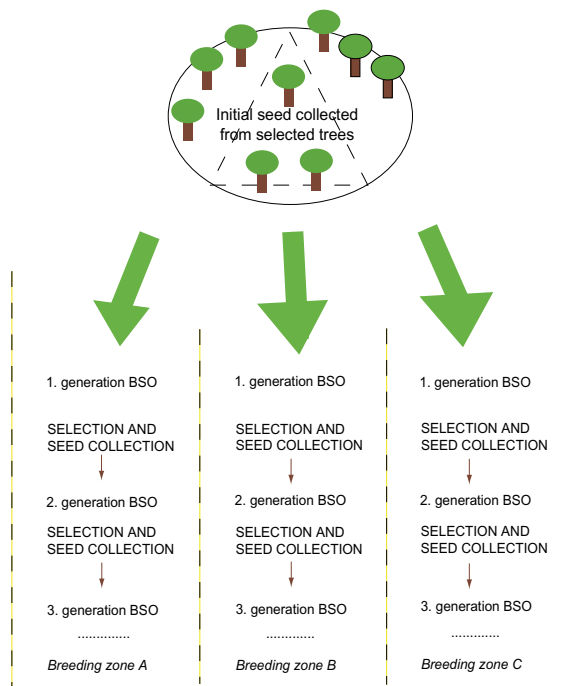 Initial seed collected
from selected trees
1. generation BSO
SELECTION AND
SEED COLLECTION
2. generation BSO
SELECTION AND
SEED COLLECTION
3. generation BSO
.............
Breeding zone A
1. generation BSO
SELECTION AND
SEED COLLECTION
2. generation BSO
SELECTION AND
SEED COLLECTION
3. generation BSO
.............
Breeding zone B
1. generation BSO
SELECTION AND
SEED COLLECTION
2. generation BSO
SELECTION AND
SEED COLLECTION
3. generation BSO
.............
Breeding zone C